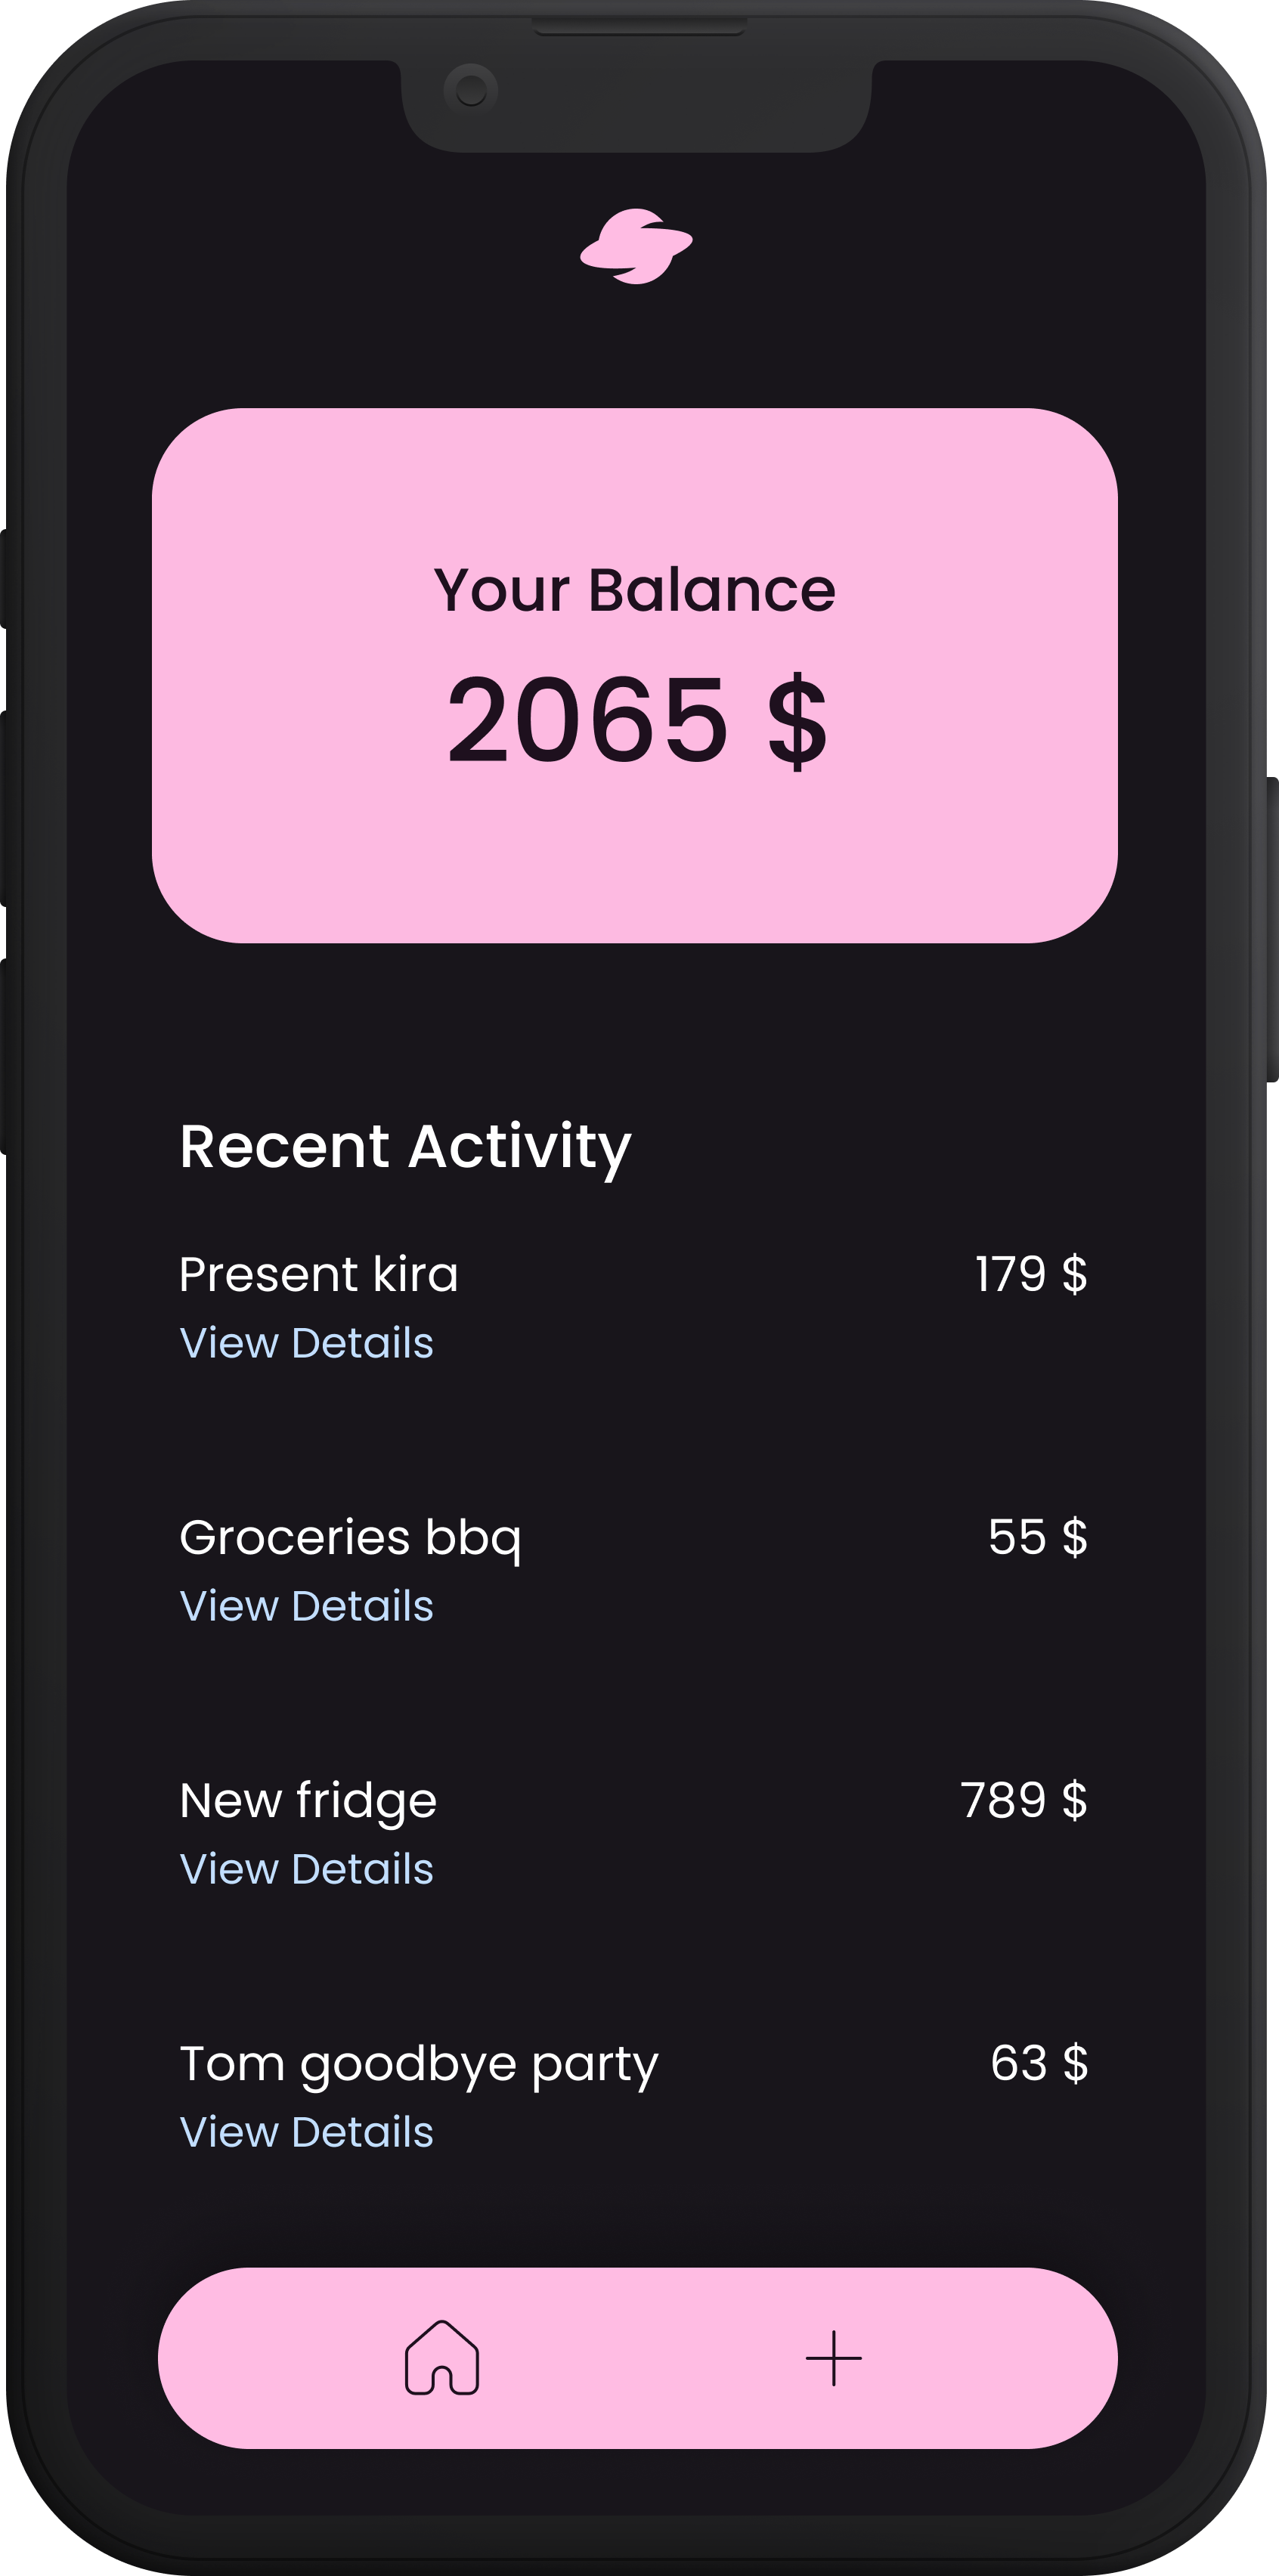 Your Balance
2065 $
Recent Activity
Present kira 179 $
View Details
Groceries bbq 55 $
View Details
New fridge 789 $
View Details
Tom goodbye party 63 $
View Details